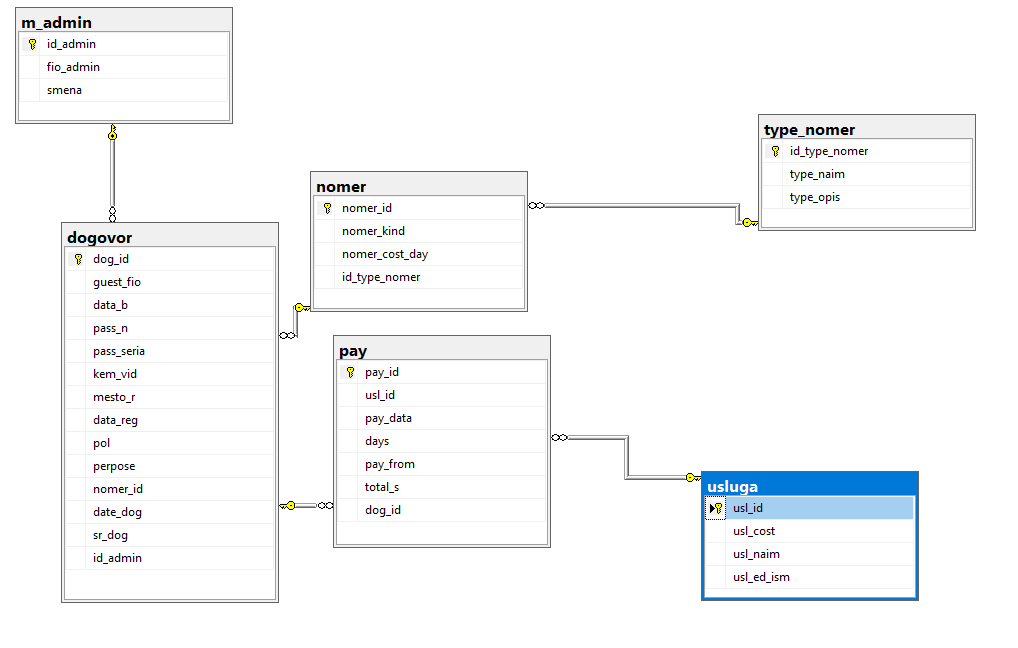 m_admin
id_admin
fio_admin
smena
type_nomer
id_type_nomer
type_naim
type_opis
nomer
nomer_id
nomer_kind
nomer_cost_day
id_type_nomer
dogovor
dog_id
guest_fio
data_b
pass_n
pass_seria
kem_vid
mesto_r
data_reg
pol
perpose
nomer_id
date_dog
sr_dog
id_admin
pay
pay_id
usl_id
pay_data
days
pay_from
total_s
dog_id
usluga
usl_id
usl_cost
usl_naim
usl_ed_ism